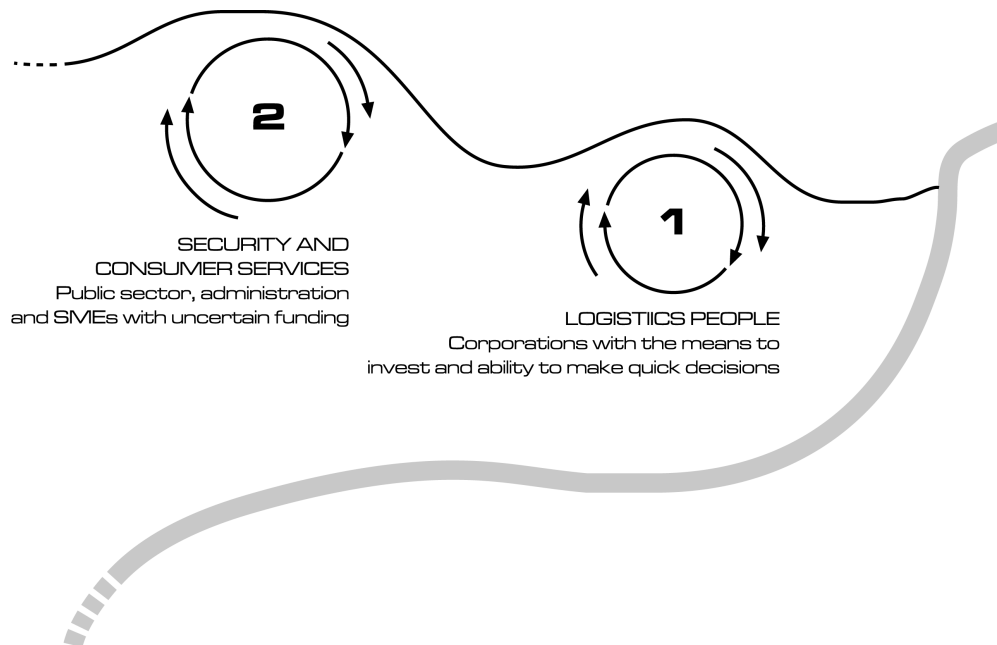 2
SECURITY AND
CONSUMER SERVICES
Public sector, administration
and SMEs with uncertain funding
1
LOGISTIICS PEOPLE
Corporations with the means to
invest and ability to make quick decisions